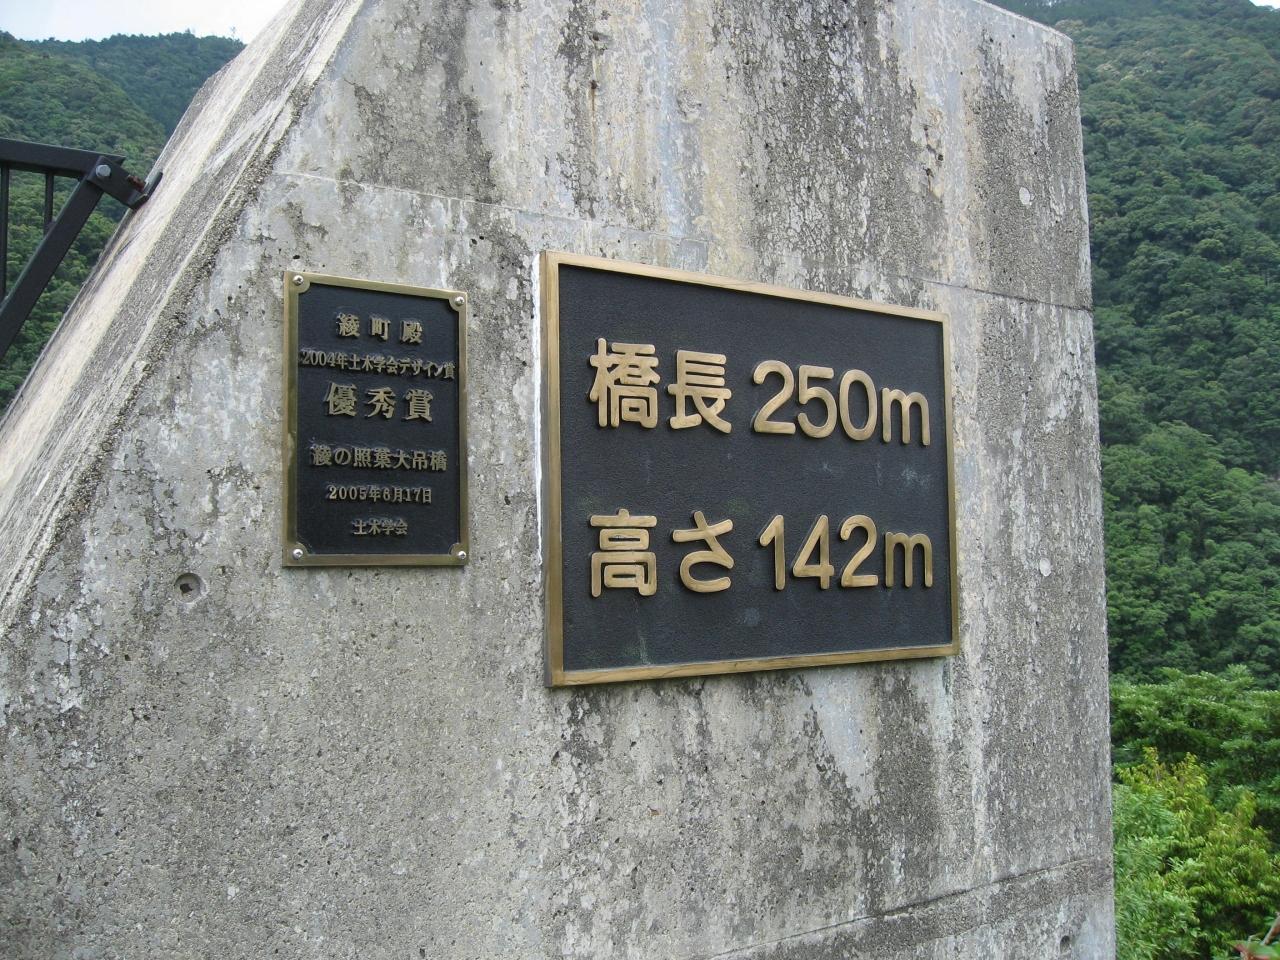 綾町殿
2004年土木学会デザイン賞
優秀賞
綾の照葉大吊橋
2005年6月17日
土木学会
橋長 250m
高さ 142m